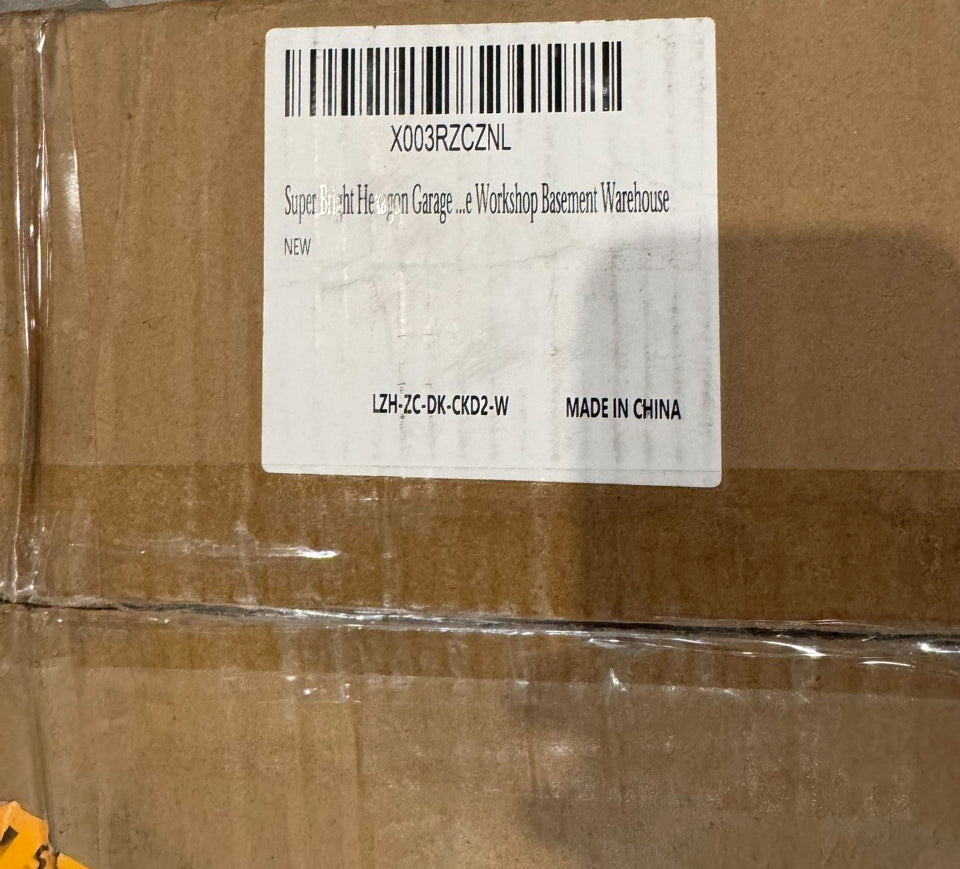 X003RZCZNL
Super Bright Hexagon Garage ...e Workshop Basement Warehouse
NEW
LZH-ZC-DK-CKD2-W MADE IN CHINA